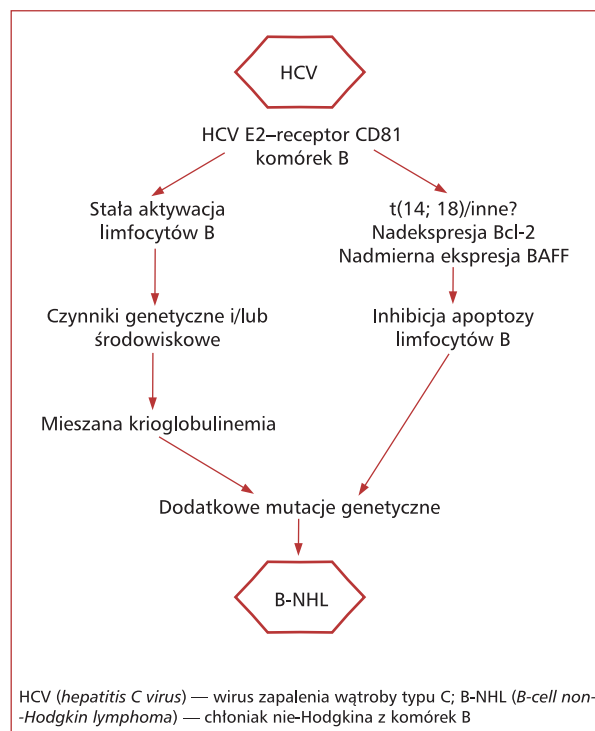 HCV
HCV E2–receptor CD81
komórek B
Stała aktywacja
limfocytów B
t(14; 18)/inne?
Nadekspresja Bcl-2
Nadmierna ekspresja BAFF
Czynniki genetyczne i/lub
środowiskowe
Inhibicja apoptozy
limfocytów B
Mieszana krioglobulinemia
Dodatkowe mutacje genetyczne
B-NHL
HCV (hepatitis C virus) — wirus zapalenia wątroby typu C; B-NHL (B-cell non-
-Hodgkin lymphoma) — chłoniak nie-Hodgkina z komórek B